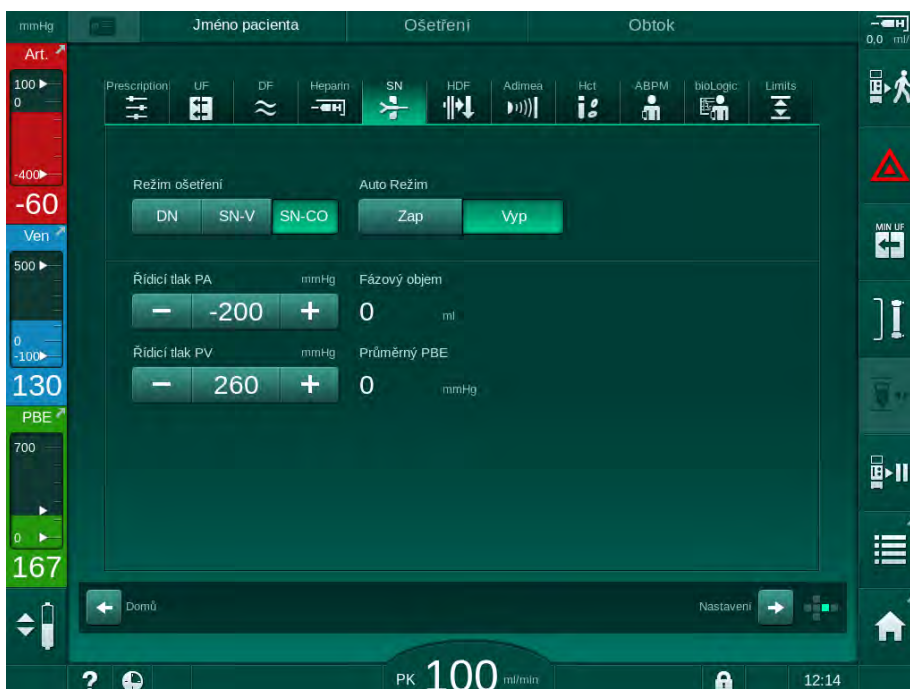 mmHg Jméno pacienta Ošetření Obtok
0,0 ml/
Art.
100
0
-400
-60
Ven
500
0
-100
130
PBE
700
0
167
Prescription UF DF Heparin SN HDF Adimea Hct ABPM bioLogic Limits
Režim ošetření Auto Režim
DN SN-V SN-CO Zap Vyp
Řídicí tlak PA mmHg Fázový objem
− -200 + 0 ml
Řídicí tlak PV mmHg Průměrný PBE
− 260 + 0 mmHg
MIN UF
Domů Nastavení
? PK 100 ml/min 12:14